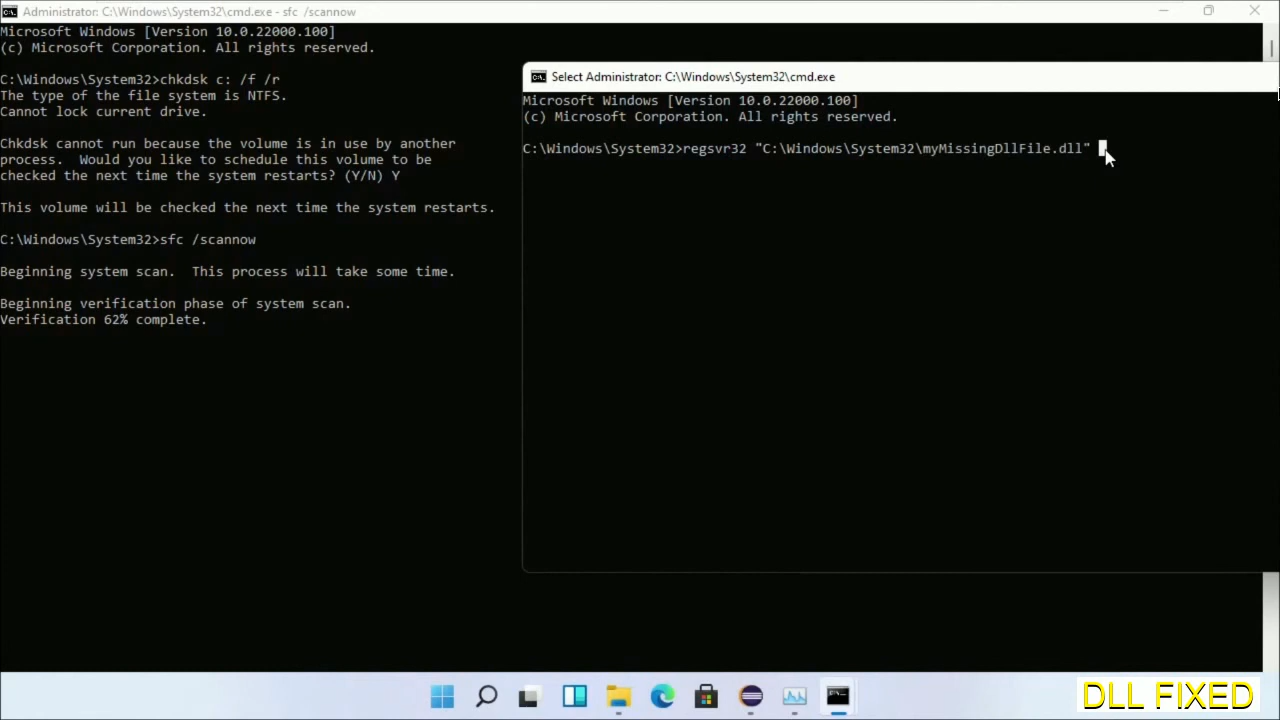 Administrator: C:\Windows\System32\cmd.exe - sfc /scannow
Microsoft Windows [Version 10.0.22000.100]
(c) Microsoft Corporation. All rights reserved.
C:\Windows\System32>chkdsk c: /f /r
The type of the file system is NTFS.
Cannot lock current drive.
Chkdsk cannot run because the volume is in use by another
process.  Would you like to schedule this volume to be
checked the next time the system restarts? (Y/N) Y
This volume will be checked the next time the system restarts.
C:\Windows\System32>sfc /scannow
Beginning system scan.  This process will take some time.
Beginning verification phase of system scan.
Verification 62% complete.
Select Administrator: C:\Windows\System32\cmd.exe
Microsoft Windows [Version 10.0.22000.100]
(c) Microsoft Corporation. All rights reserved.
C:\Windows\System32>regsvr32 "C:\Windows\System32\myMissingDllFile.dll"
DLL FIXED